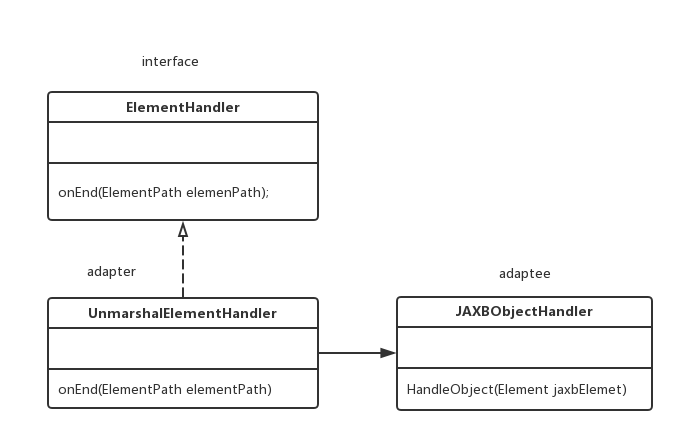 interface
ElementHandler
onEnd(ElementPath elemenPath);
adapter
UnmarshalElementHandler
onEnd(ElementPath elementPath)
adaptee
JAXBObjectHandler
HandleObject(Element jaxbElemet)